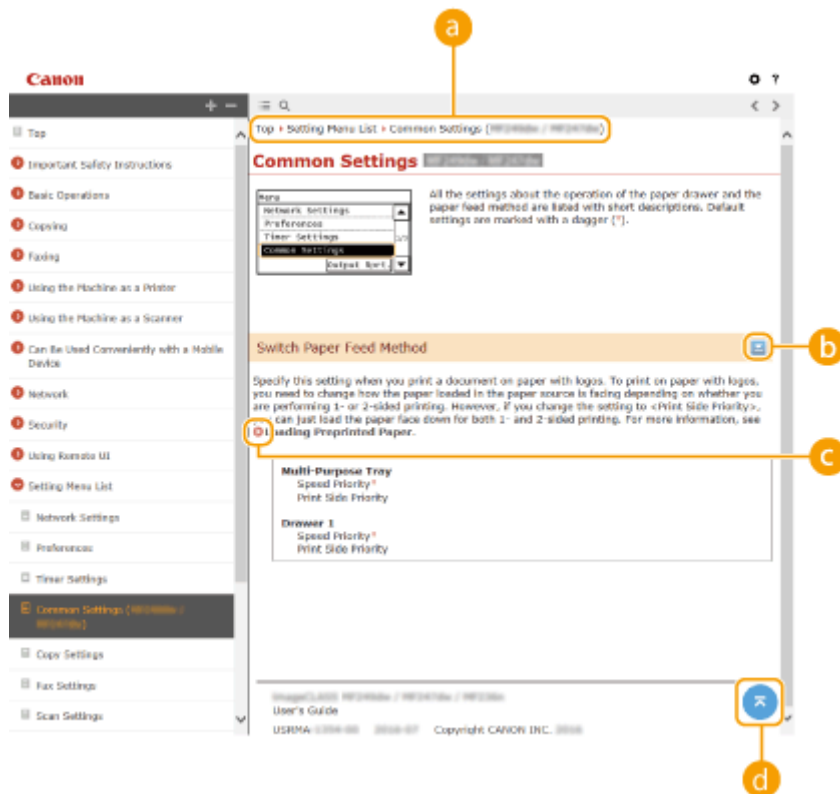 a
Canon
?
+ −
< >
Top
Top ▸ Setting Menu List ▸ Common Settings (
Important Safety Instructions
Common Settings
Basic Operations
Copying
Faxing
Using the Machine as a Printer
Using the Machine as a Scanner
Can Be Used Conveniently with a Mobile
Device
Network
Security
Using Remote UI
Setting Menu List
Network Settings
Preferences
Timer Settings
Common Settings (
Copy Settings
Fax Settings
Scan Settings
Menu
Network Settings
Preferences
Timer Settings
Common Settings
Output Rprt.
All the settings about the operation of the paper drawer and the
paper feed method are listed with short descriptions. Default
settings are marked with a dagger (*).
Switch Paper Feed Method
b
Specify this setting when you print a document on paper with logos. To print on paper with logos,
you need to change how the paper loaded in the paper source is facing depending on whether you
are performing 1- or 2-sided printing. However, if you change the setting to <Print Side Priority>,
can just load the paper face down for both 1- and 2-sided printing. For more information, see
Loading Preprinted Paper.
c
Multi-Purpose Tray
Speed Priority*
Print Side Priority
Drawer 1
Speed Priority*
Print Side Priority
User's Guide
USRMA- Copyright CANON INC.
d